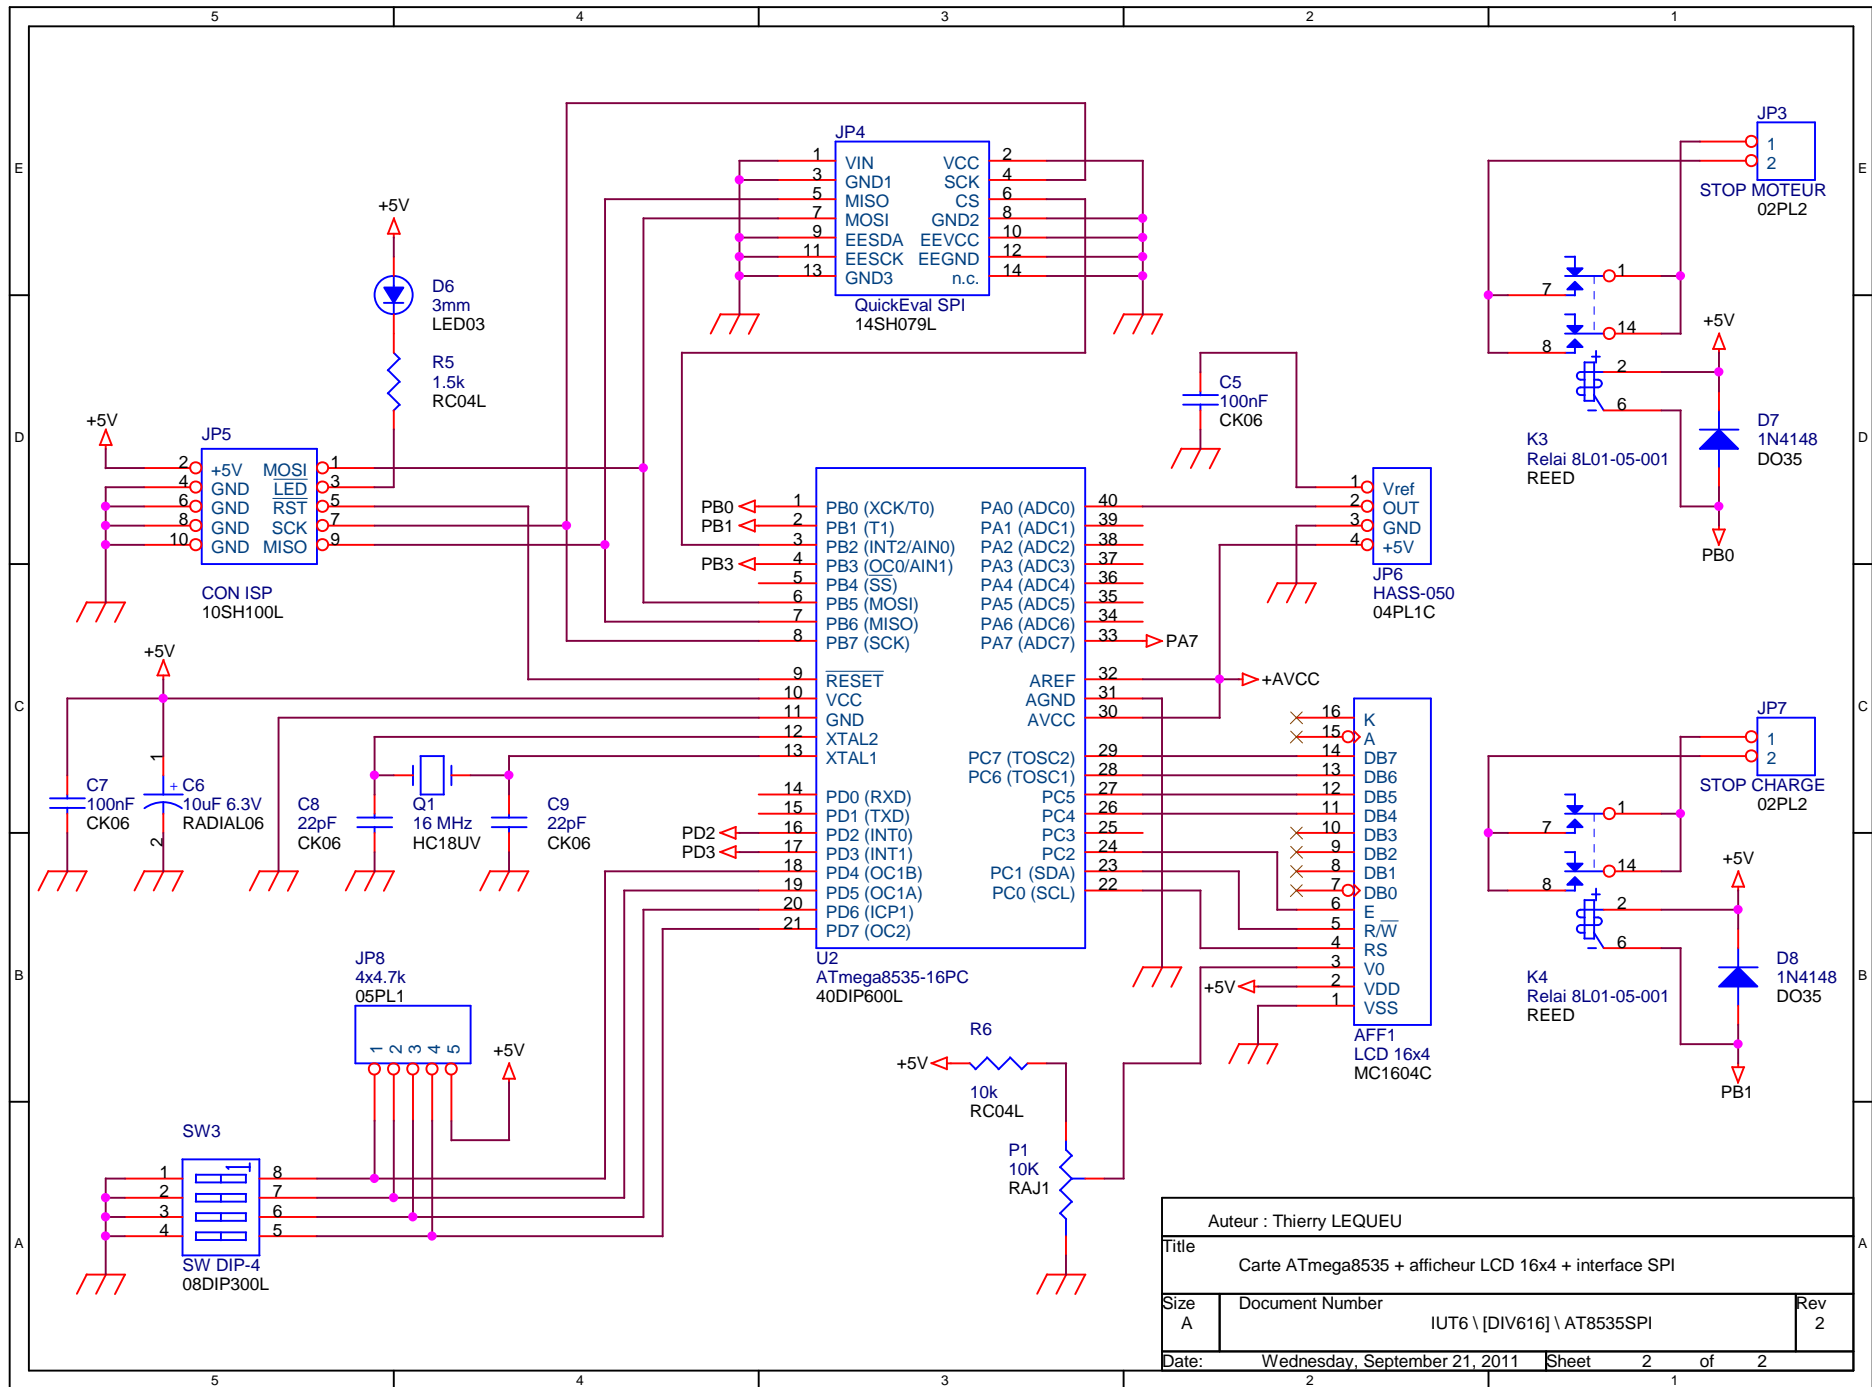 5 4 3 2 1
E
D
C
B
A
JP4
1 VIN VCC 2
3 GND1 SCK 4
5 MISO CS 6
7 MOSI GND2 8
9 EESDA EEVCC 10
11 EESCK EEGND 12
13 GND3 n.c. 14
QuickEval SPI
14SH079L
+5V
D6
3mm
LED03
R5
1.5k
RC04L
+5V
JP5
2 +5V MOSI 1
4 GND LED 3
6 GND RST 5
8 GND SCK 7
10 GND MISO 9
CON ISP
10SH100L
JP3
1
2
STOP MOTEUR
02PL2
7 1
8 14
+
2
6
-
+5V
K3
Relai 8L01-05-001
REED
D7
1N4148
DO35
PB0
C5
100nF
CK06
1 Vref
2 OUT
3 GND
4 +5V
JP6
HASS-050
04PL1C
PB0 1 PB0 (XCK/T0) PA0 (ADC0) 40
PB1 2 PB1 (T1) PA1 (ADC1) 39
3 PB2 (INT2/AIN0) PA2 (ADC2) 38
PB3 4 PB3 (OC0/AIN1) PA3 (ADC3) 37
5 PB4 (SS) PA4 (ADC4) 36
6 PB5 (MOSI) PA5 (ADC5) 35
7 PB6 (MISO) PA6 (ADC6) 34
8 PB7 (SCK) PA7 (ADC7) 33 PA7
9 RESET AREF 32 +AVCC
10 VCC AGND 31
11 GND AVCC 30
12 XTAL2
13 XTAL1 PC7 (TOSC2) 29
PC6 (TOSC1) 28
14 PD0 (RXD) PC5 27
15 PD1 (TXD) PC4 26
PD2 16 PD2 (INT0) PC3 25
PD3 17 PD3 (INT1) PC2 24
18 PD4 (OC1B) PC1 (SDA) 23
19 PD5 (OC1A) PC0 (SCL) 22
20 PD6 (ICP1)
21 PD7 (OC2)
U2
ATmega8535-16PC
40DIP600L
+5V
C7
100nF
CK06
1
+ C6
10uF 6.3V
RADIAL06
2
C8
22pF
CK06
Q1
16 MHz
HC18UV
C9
22pF
CK06
16 K
15 A
14 DB7
13 DB6
12 DB5
11 DB4
10 DB3
9 DB2
8 DB1
7 DB0
6 E
5 R/W
4 RS
3 V0
+5V 2 VDD
1 VSS
AFF1
LCD 16x4
MC1604C
JP7
1
2
STOP CHARGE
02PL2
7 1
8 14
+
2
6
-
+5V
K4
Relai 8L01-05-001
REED
D8
1N4148
DO35
PB1
JP8
4x4.7k
05PL1
1 2 3 4 5
+5V
SW3
1
1 8
2 7
3 6
4 5
SW DIP-4
08DIP300L
R6
+5V
10k
RC04L
P1
10K
RAJ1
Auteur : Thierry LEQUEU
Title
Carte ATmega8535 + afficheur LCD 16x4 + interface SPI
Size Document Number Rev
A IUT6 \ [DIV616] \ AT8535SPI 2
Date: Wednesday, September 21, 2011 Sheet 2 of 2
E
D
C
B
A
5 4 3 2 1